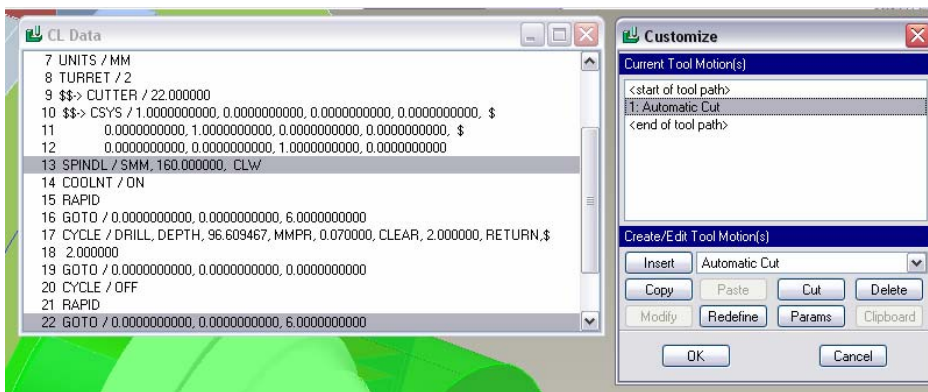 CL Data
7 UNITS / MM
8 TURRET / 2
9 $$-> CUTTER / 22.000000
10 $$-> CSYS / 1.0000000000, 0.0000000000, 0.0000000000, 0.0000000000, $
11 0.0000000000, 1.0000000000, 0.0000000000, 0.0000000000, $
12 0.0000000000, 0.0000000000, 1.0000000000, 0.0000000000
13 SPINDL / SMM, 160.000000, CLW
14 COOLNT / ON
15 RAPID
16 GOTO / 0.0000000000, 0.0000000000, 6.0000000000
17 CYCLE / DRILL, DEPTH, 96.609467, MMPR, 0.070000, CLEAR, 2.000000, RETURN,$
18 2.000000
19 GOTO / 0.0000000000, 0.0000000000, 0.0000000000
20 CYCLE / OFF
21 RAPID
22 GOTO / 0.0000000000, 0.0000000000, 6.0000000000
Customize
Current Tool Motion(s)
<start of tool path>
1: Automatic Cut
<end of tool path>
Create/Edit Tool Motion(s)
Insert Automatic Cut
Copy Paste Cut Delete
Modify Redefine Params Clipboard
OK Cancel